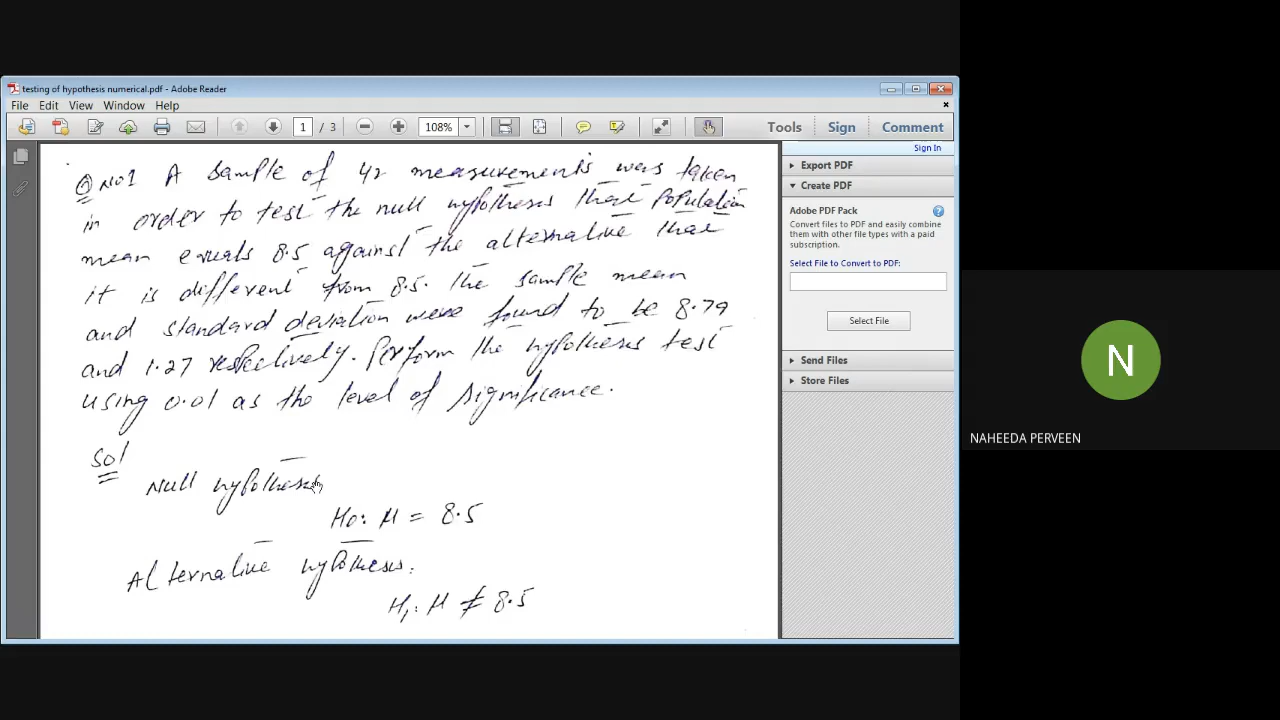 testing of hypothesis numerical.pdf - Adobe Reader
File Edit View Window Help
1 / 3 108% Tools Sign Comment
Sign In
Export PDF
Create PDF
Adobe PDF Pack
Convert files to PDF and easily combine
them with other file types with a paid
subscription.
Select File to Convert to PDF:
Select File
Send Files
Store Files
Q No1 A sample of 42 measurements was taken
in order to test the null hypothesis that population
mean equals 8.5 against the alternative that
it is different from 8.5. the sample mean
and standard deviation were found to be 8.79
and 1.27 respectively. Perform the hypothesis test
using 0.01 as the level of significance.
Sol
Null hypothesis
H0: μ = 8.5
Alternative hypothesis.
H1: μ ≠ 8.5
N
NAHEEDA PERVEEN